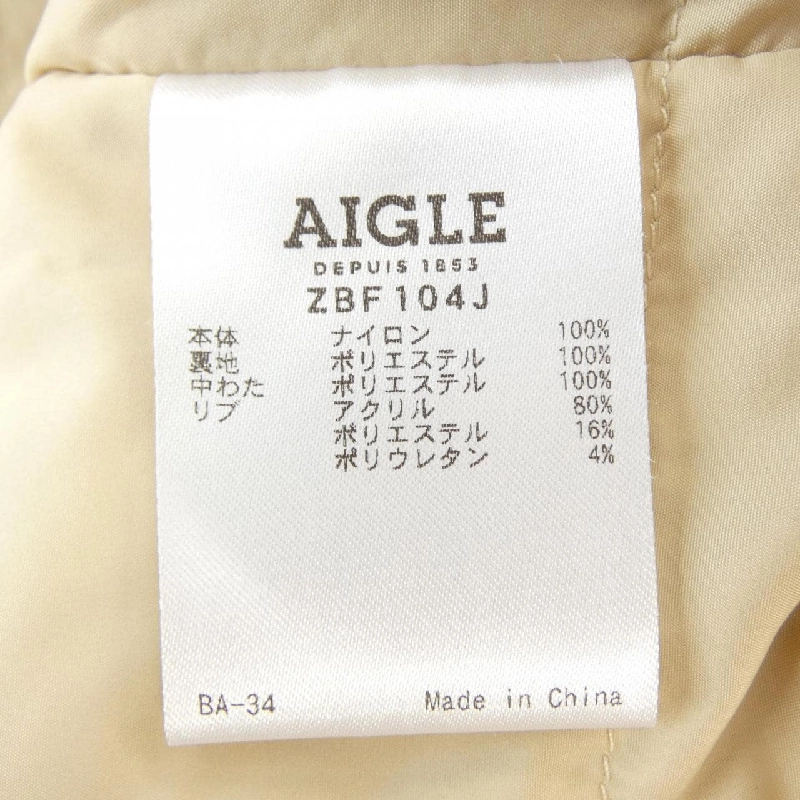 AIGLE
DEPUIS 1853
ZBF104J
本体 ナイロン 100%
裏地 ポリエステル 100%
中わた ポリエステル 100%
リブ アクリル 80%
ポリエステル 16%
ポリウレタン 4%
BA-34 Made in China